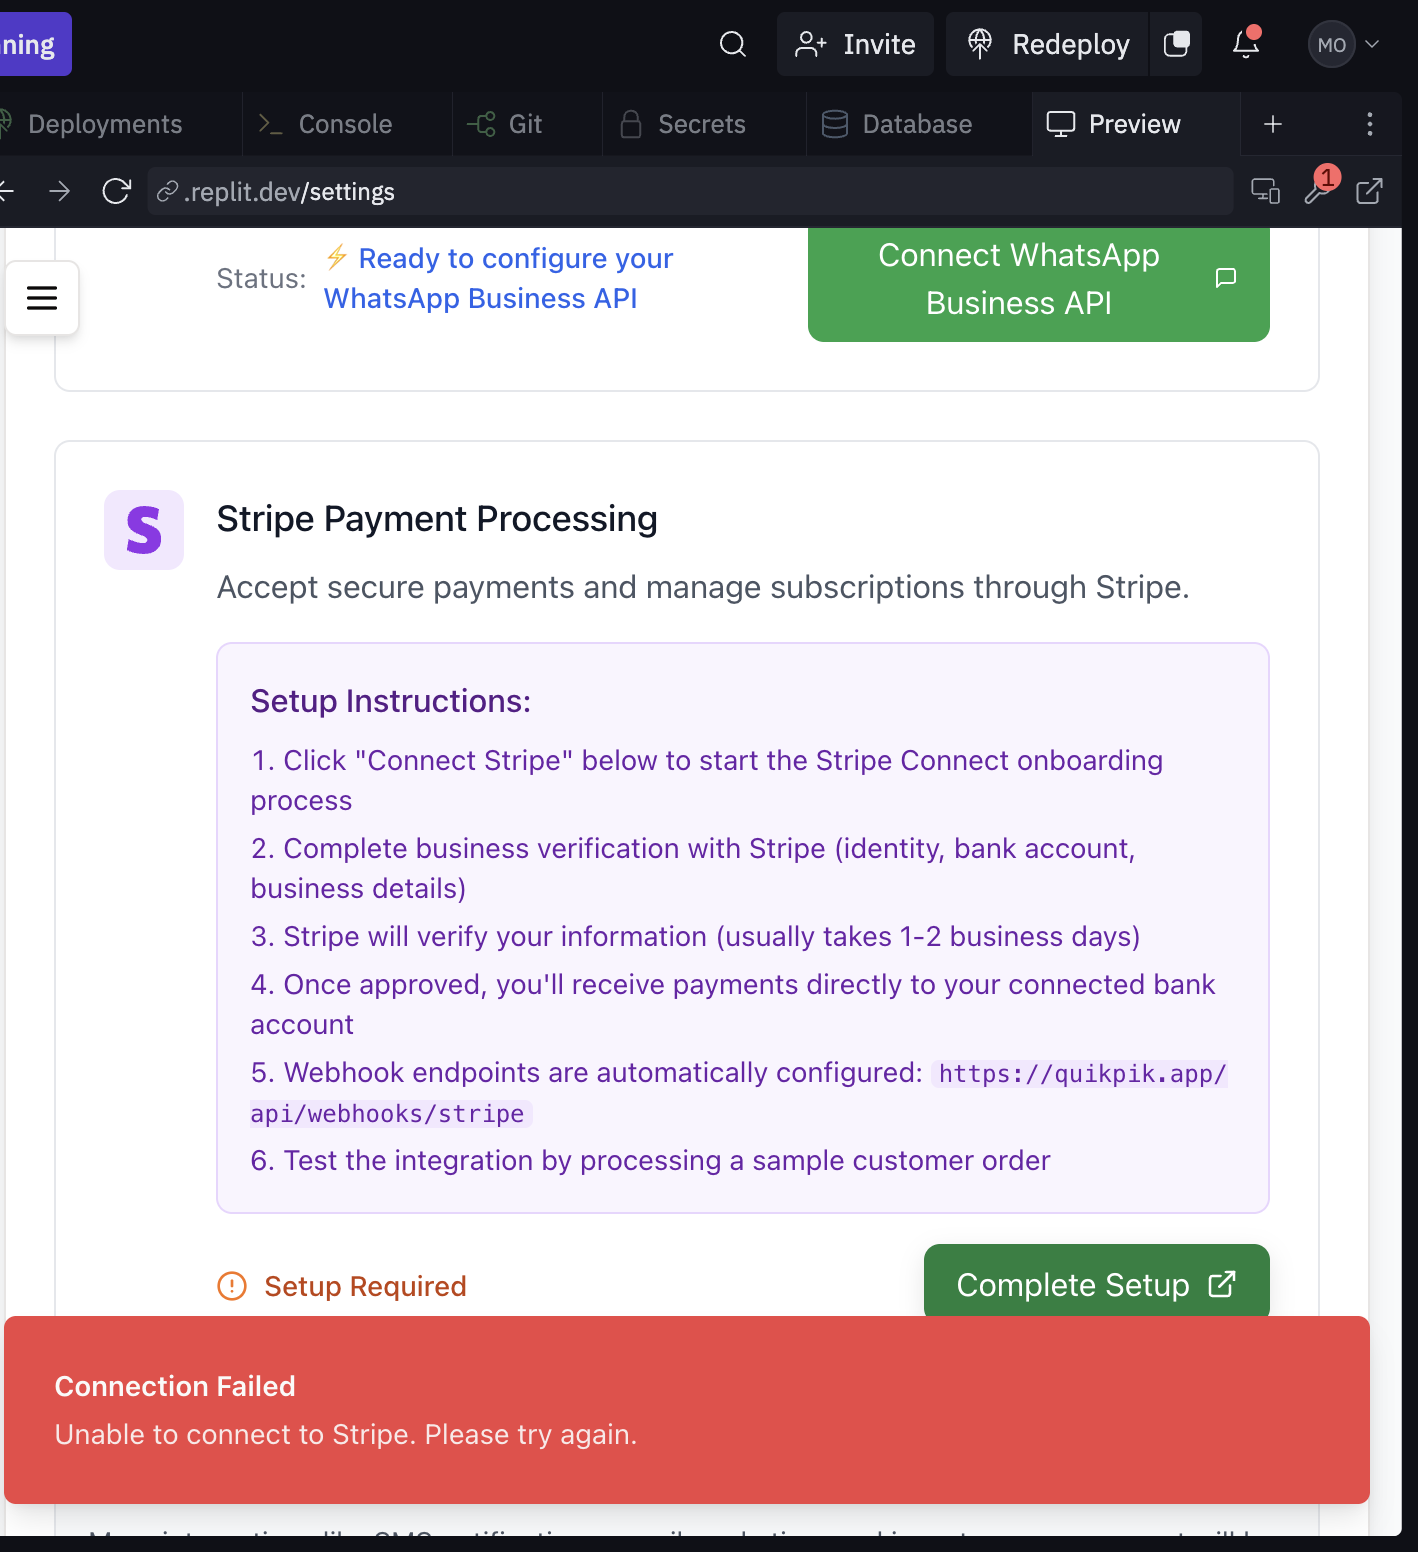 ning
Invite
Redeploy
MO
Deployments
Console
Git
Secrets
Database
Preview
.replit.dev/settings
1
Status:
⚡ Ready to configure your
WhatsApp Business API
Connect WhatsApp
Business API
S
Stripe Payment Processing
Accept secure payments and manage subscriptions through Stripe.
Setup Instructions:
1. Click "Connect Stripe" below to start the Stripe Connect onboarding
process
2. Complete business verification with Stripe (identity, bank account,
business details)
3. Stripe will verify your information (usually takes 1-2 business days)
4. Once approved, you'll receive payments directly to your connected bank
account
5. Webhook endpoints are automatically configured: https://quikpik.app/
api/webhooks/stripe
6. Test the integration by processing a sample customer order
Setup Required
Complete Setup
Connection Failed
Unable to connect to Stripe. Please try again.